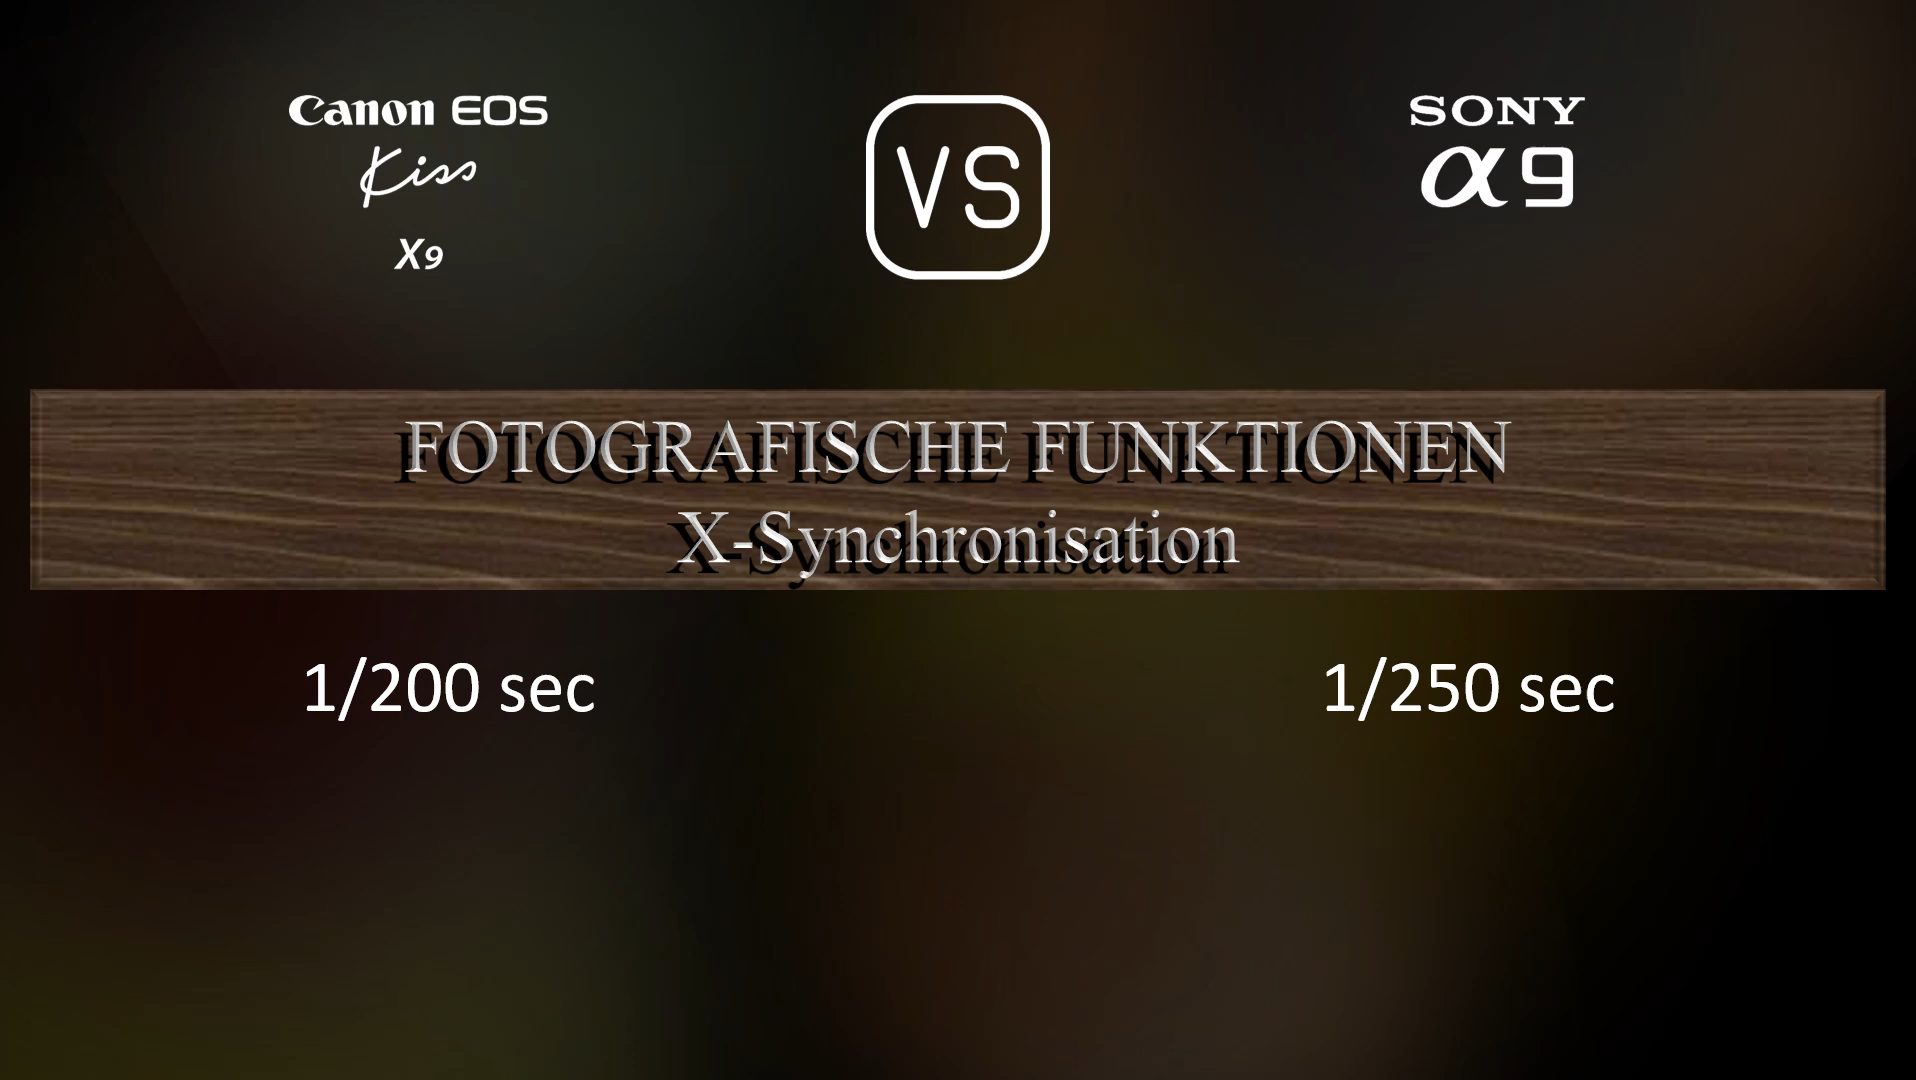 Canon EOS
Kiss
X9
VS
SONY
α9
FOTOGRAFISCHE FUNKTIONEN
X-Synchronisation
1/200 sec
1/250 sec